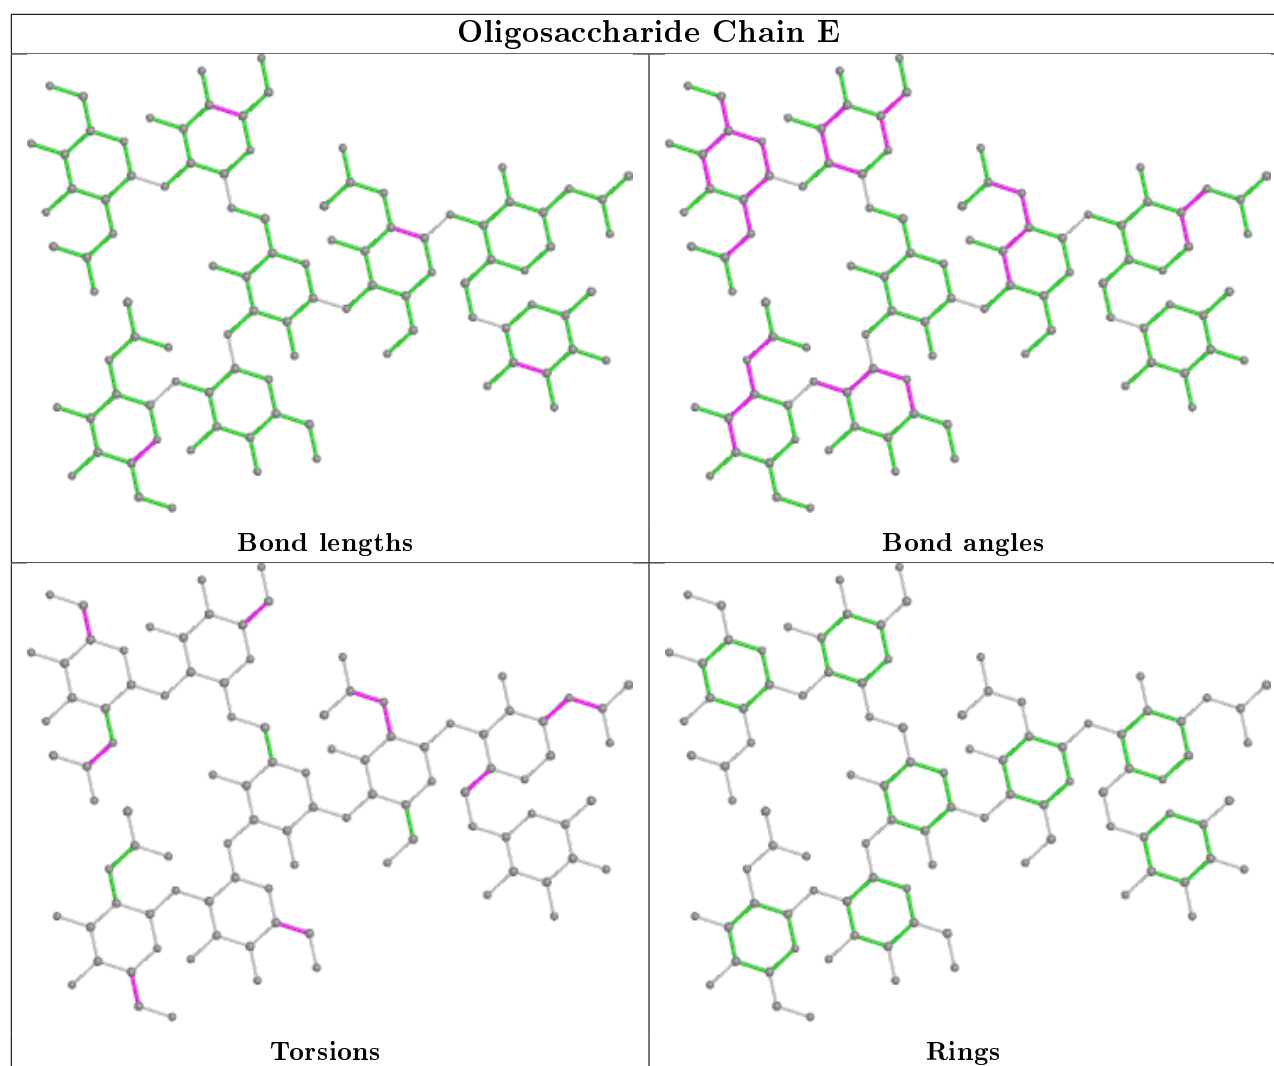 Oligosaccharide Chain E
Bond lengths
Bond angles
Torsions
Rings